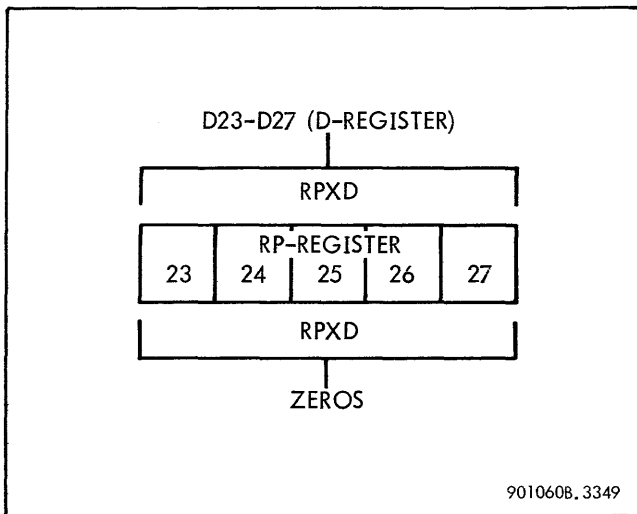 D23-D27 (D-REGISTER)
RPXD
RP-REGISTER
23 24 25 26 27
RPXD
ZEROS
901060B.3349